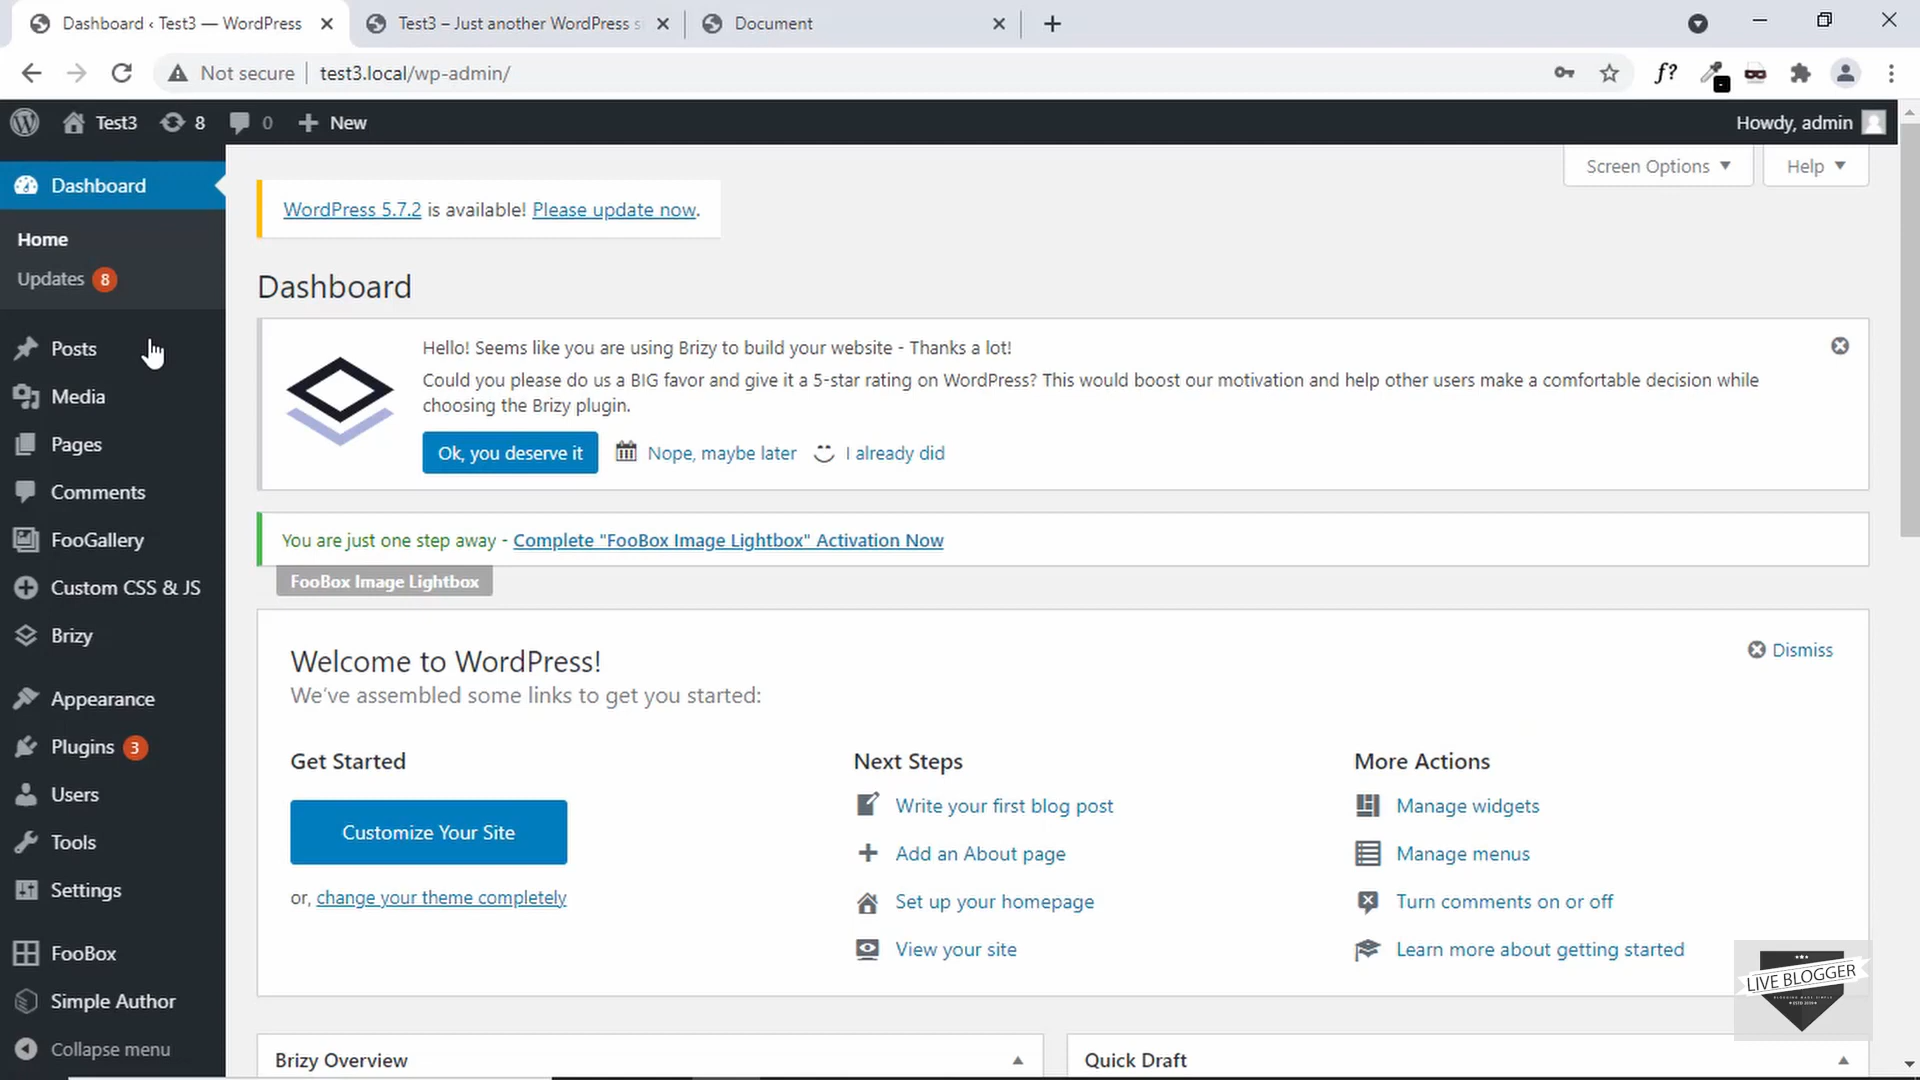 Dashboard ‹ Test3 — WordPress
Test3 – Just another WordPress s
Document
Not secure
test3.local/wp-admin/
f?
Test3
8
0
New
Howdy, admin
Dashboard
Home
Updates 8
Posts
Media
Pages
Comments
FooGallery
Custom CSS & JS
Brizy
Appearance
Plugins 3
Users
Tools
Settings
FooBox
Simple Author
Collapse menu
Screen Options
Help
WordPress 5.7.2 is available! Please update now.
Dashboard
Hello! Seems like you are using Brizy to build your website - Thanks a lot!
Could you please do us a BIG favor and give it a 5-star rating on WordPress? This would boost our motivation and help other users make a comfortable decision while
choosing the Brizy plugin.
Ok, you deserve it
Nope, maybe later
I already did
You are just one step away - Complete "FooBox Image Lightbox" Activation Now
FooBox Image Lightbox
Welcome to WordPress!
Dismiss
We've assembled some links to get you started:
Get Started
Customize Your Site
or, change your theme completely
Next Steps
Write your first blog post
Add an About page
Set up your homepage
View your site
More Actions
Manage widgets
Manage menus
Turn comments on or off
Learn more about getting started
LIVE BLOGGER
Brizy Overview
Quick Draft